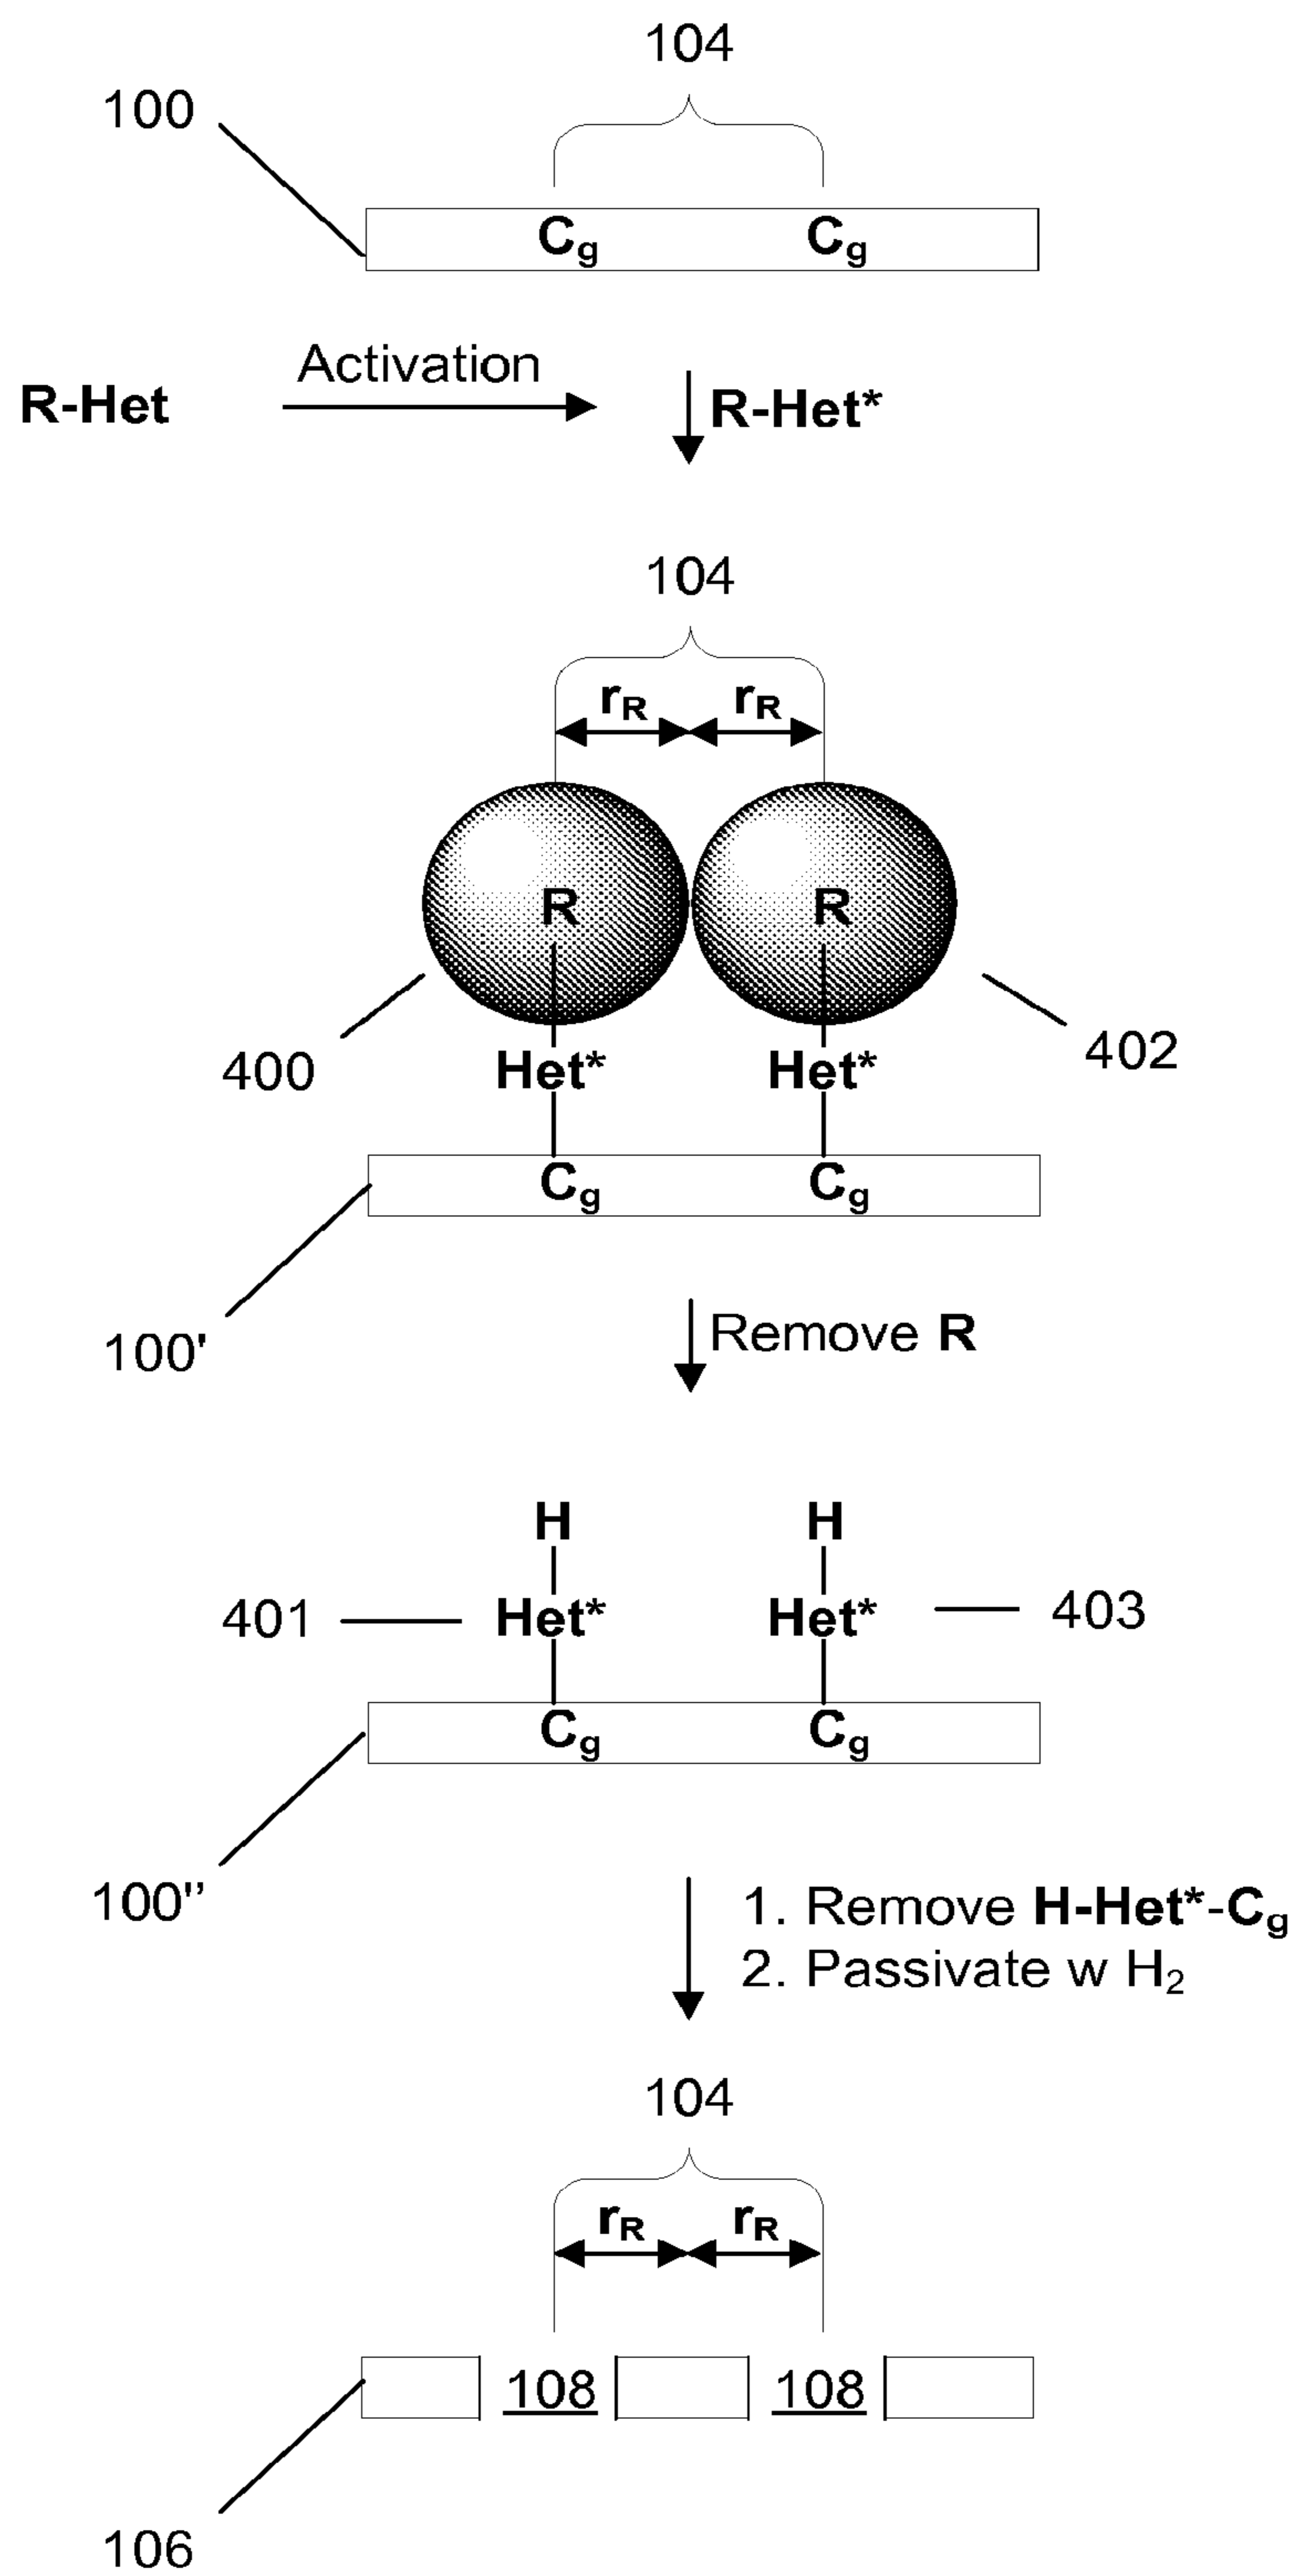 104
100
Cg Cg
Activation
R-Het R-Het*
104
rR rR
R R
400 402
Het* Het*
Cg Cg
100'
Remove R
H H
401 Het* Het* 403
Cg Cg
100"
1. Remove H-Het*-Cg
2. Passivate w H2
104
rR rR
108 108
106